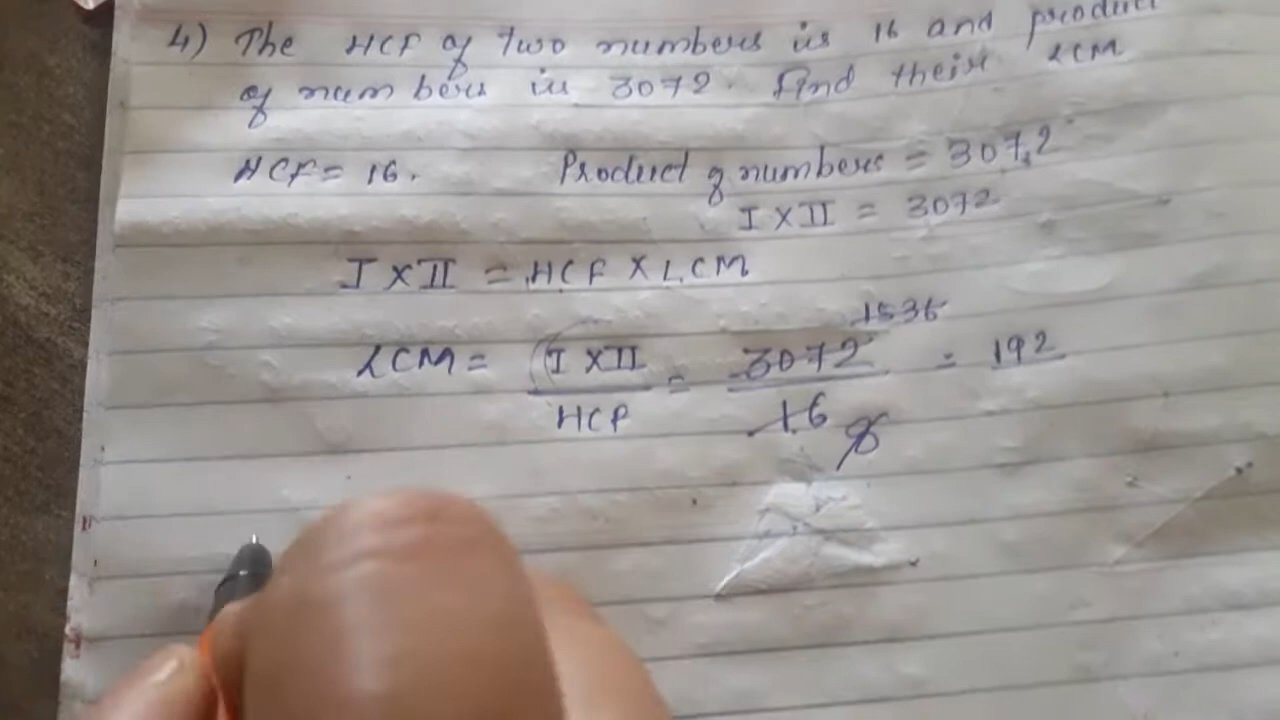 4) The HCF of two numbers is 16 and product
of numbers is 3072. Find their LCM
HCF = 16. Product of numbers = 3072
I X II = 3072
I X II = HCF X LCM
1536
LCM = I X II / HCF = 3072 / 16 = 192
8